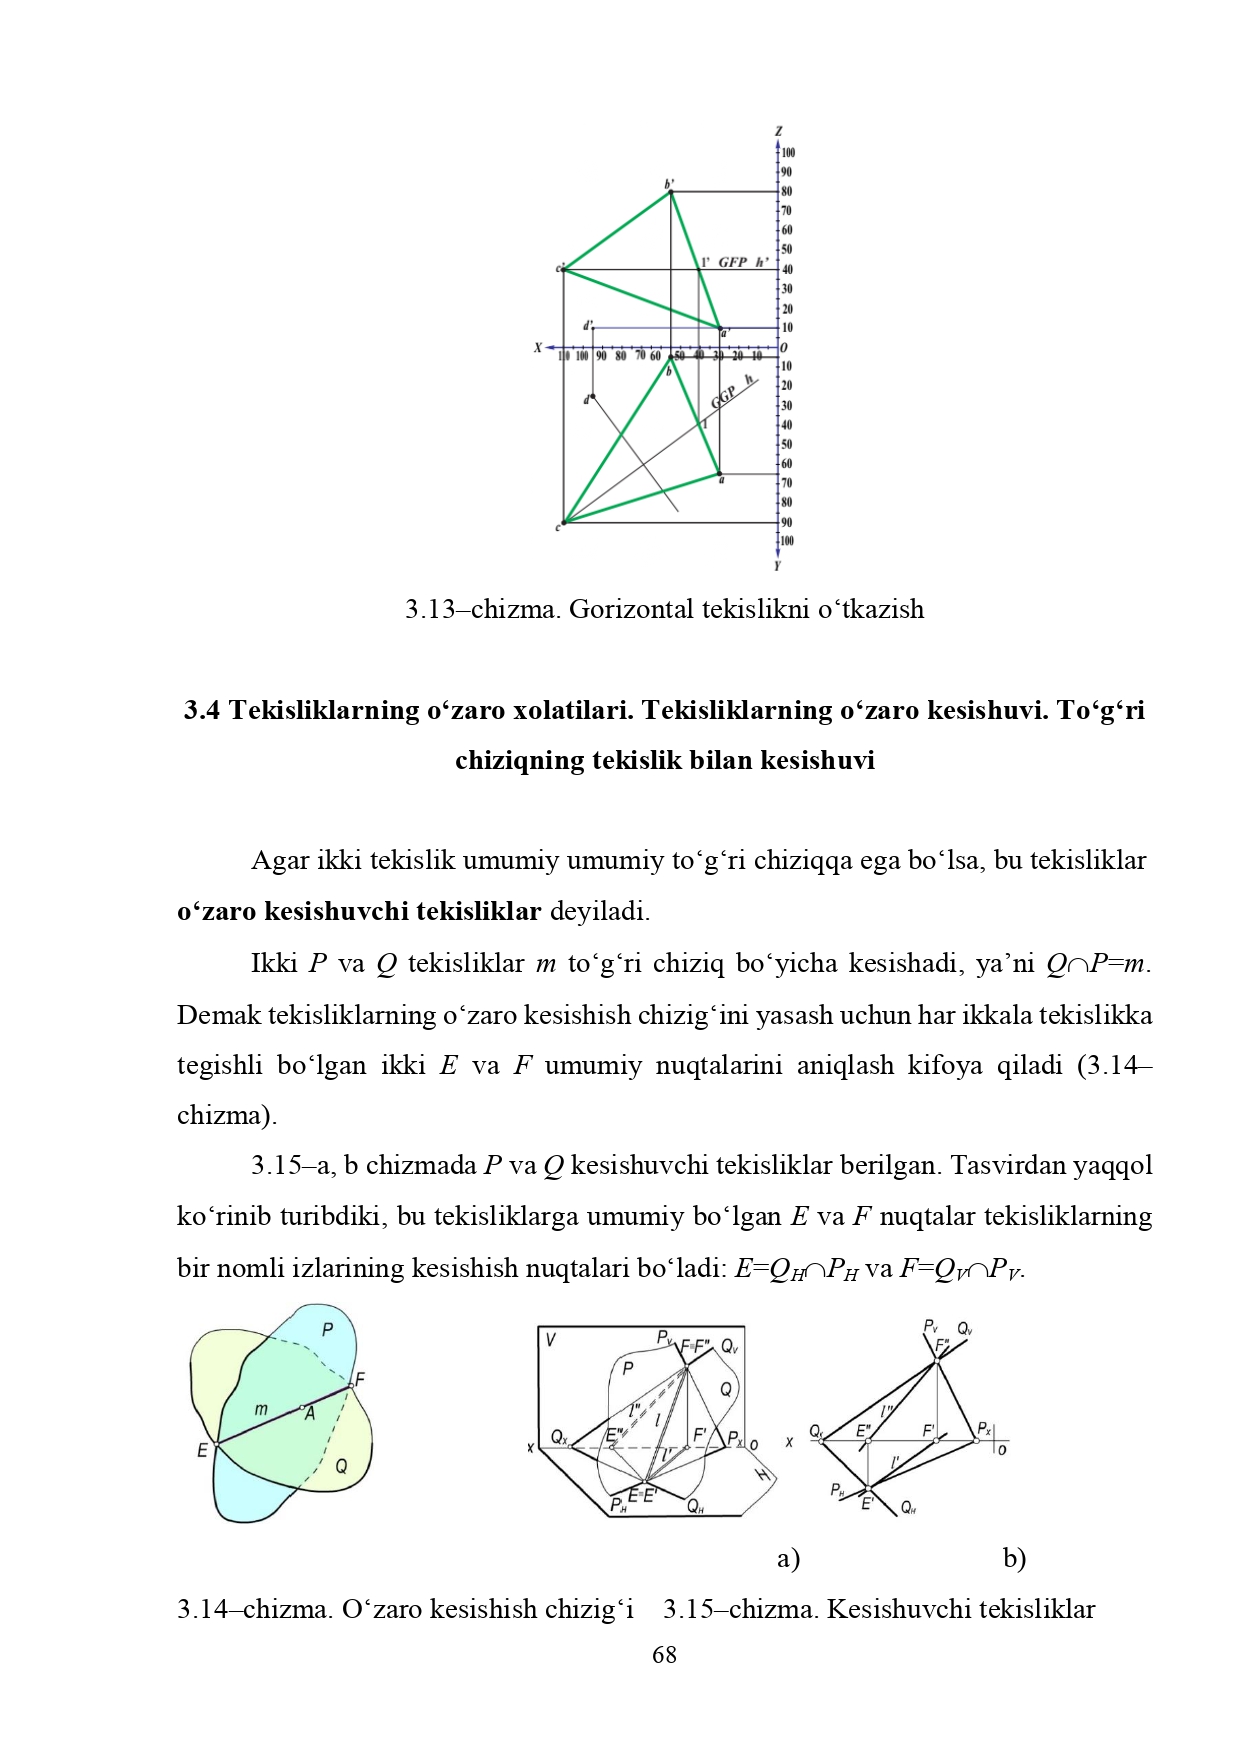 Z
100
90
b' 80
70
60
50
c' 1' GFP h' 40
30
20
d' a' 10
X 110 100 90 80 70 60 50 40 30 20 10 O
10
b
20
d GGP h 30
1 40
50
60
a 70
80
c 90
100
Y
3.13–chizma. Gorizontal tekislikni o‘tkazish
3.4 Tekisliklarning o‘zaro xolatilari. Tekisliklarning o‘zaro kesishuvi. To‘g‘ri
chiziqning tekislik bilan kesishuvi
Agar ikki tekislik umumiy umumiy to‘g‘ri chiziqqa ega bo‘lsa, bu tekisliklar
o‘zaro kesishuvchi tekisliklar deyiladi.
Ikki P va Q tekisliklar m to‘g‘ri chiziq bo‘yicha kesishadi, ya’ni Q∩P=m.
Demak tekisliklarning o‘zaro kesishish chizig‘ini yasash uchun har ikkala tekislikka
tegishli bo‘lgan ikki E va F umumiy nuqtalarini aniqlash kifoya qiladi (3.14–
chizma).
3.15–a, b chizmada P va Q kesishuvchi tekisliklar berilgan. Tasvirdan yaqqol
ko‘rinib turibdiki, bu tekisliklarga umumiy bo‘lgan E va F nuqtalar tekisliklarning
bir nomli izlarining kesishish nuqtalari bo‘ladi: E=Q_H∩P_H va F=Q_V∩P_V.
P
F
m A
E
Q
V P_V F=F" Q_V
P
Q
l" l
Q_X E" F' P_X O
x
l'
H
P_H E=E' Q_H
P_V Q_V
F"
l"
x Q_X E" F' P_X
O
l'
P_H E' Q_H
a) b)
3.14–chizma. O‘zaro kesishish chizig‘i 3.15–chizma. Kesishuvchi tekisliklar
68